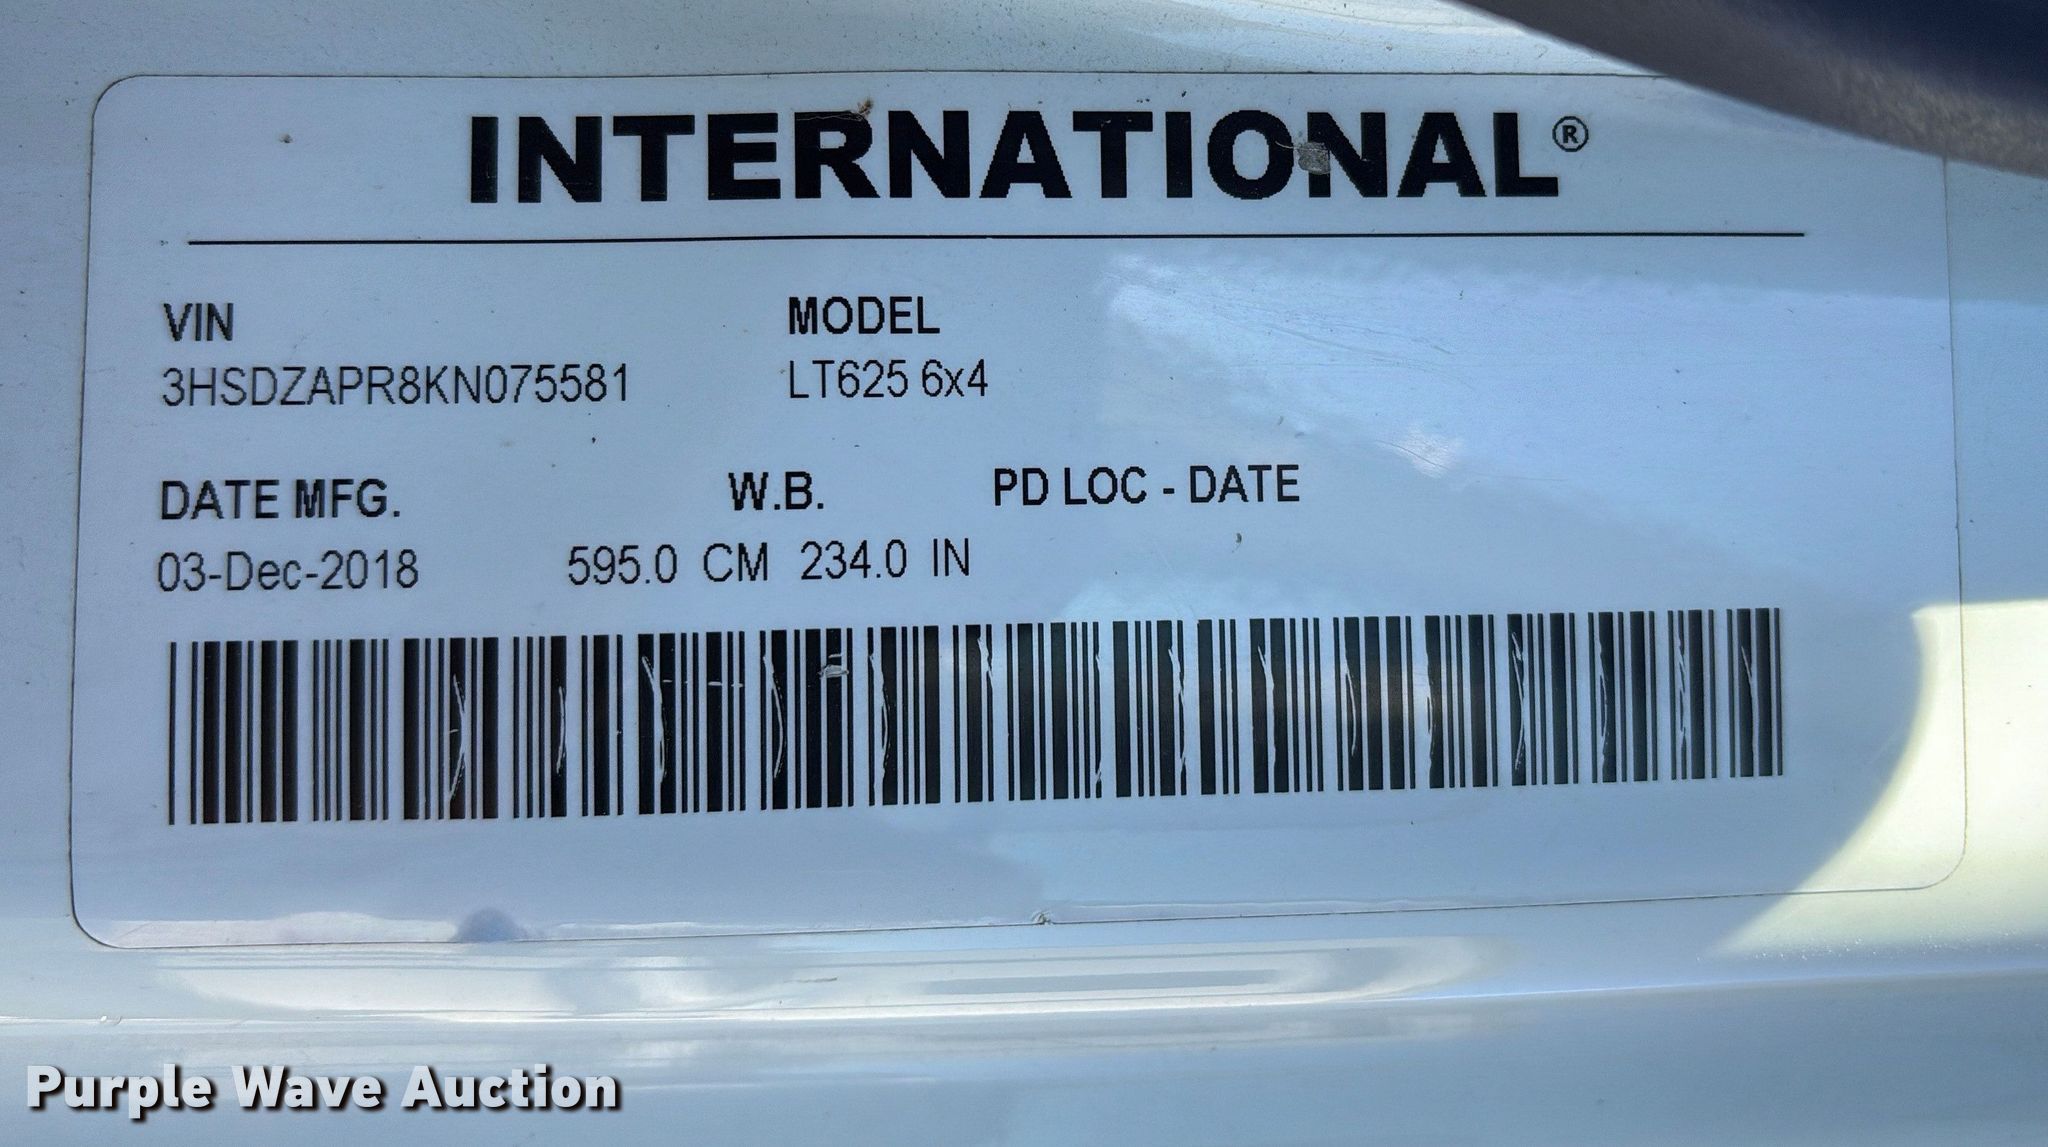 INTERNATIONAL®
VIN MODEL
3HSDZAPR8KN075581 LT625 6x4
DATE MFG. W.B. PD LOC - DATE
03-Dec-2018 595.0 CM 234.0 IN
Purple Wave Auction